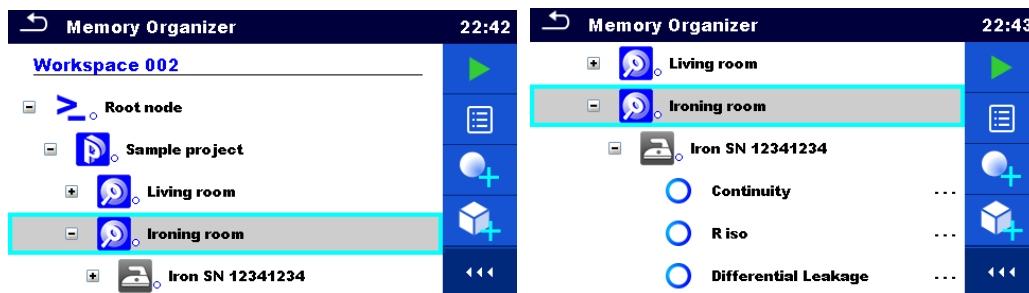 Memory Organizer 22:42
Workspace 002
Root node
Sample project
Living room
Ironing room
Iron SN 12341234
Memory Organizer 22:43
Living room
Ironing room
Iron SN 12341234
Continuity ---
R iso ---
Differential Leakage ---